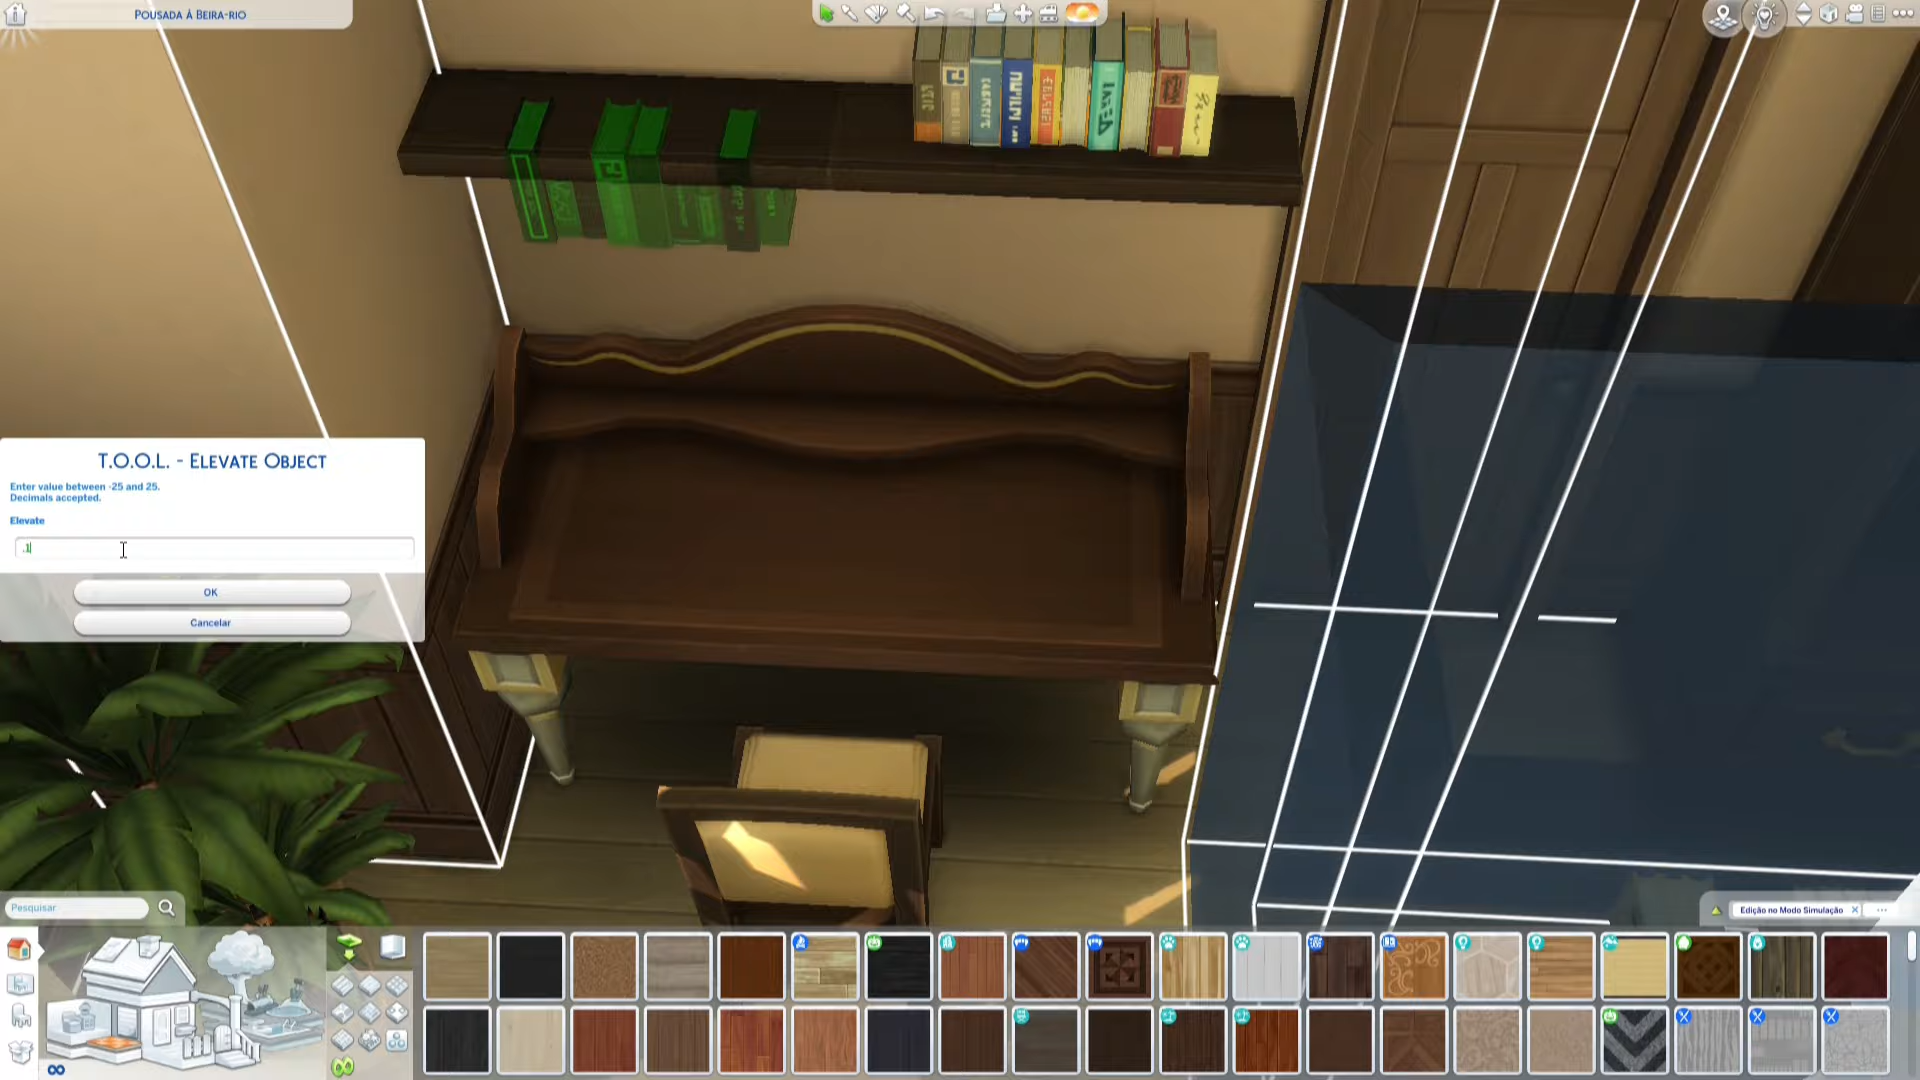 POUSADA Á BEIRA-RIO
T.O.O.L. - ELEVATE OBJECT
Enter value between -25 and 25.
Decimals accepted.
Elevate
.1
OK
Cancelar
Pesquisar
Edição no Modo Simulação